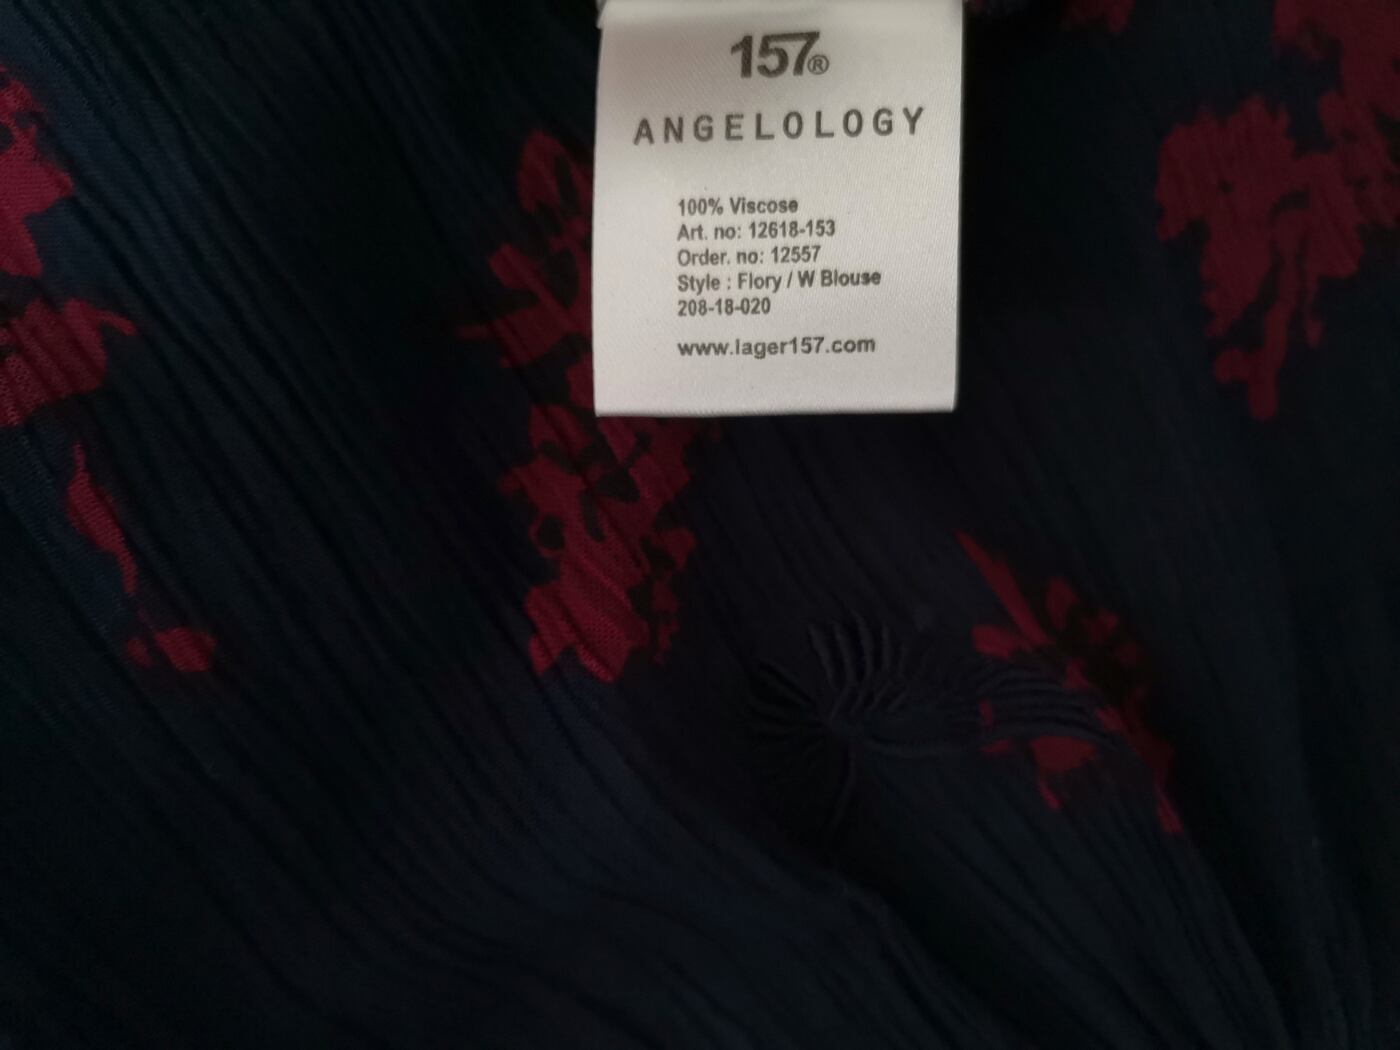 157®
ANGELOLOGY
100% Viscose
Art. no: 12618-153
Order. no: 12557
Style : Flory / W Blouse
208-18-020
www.lager157.com